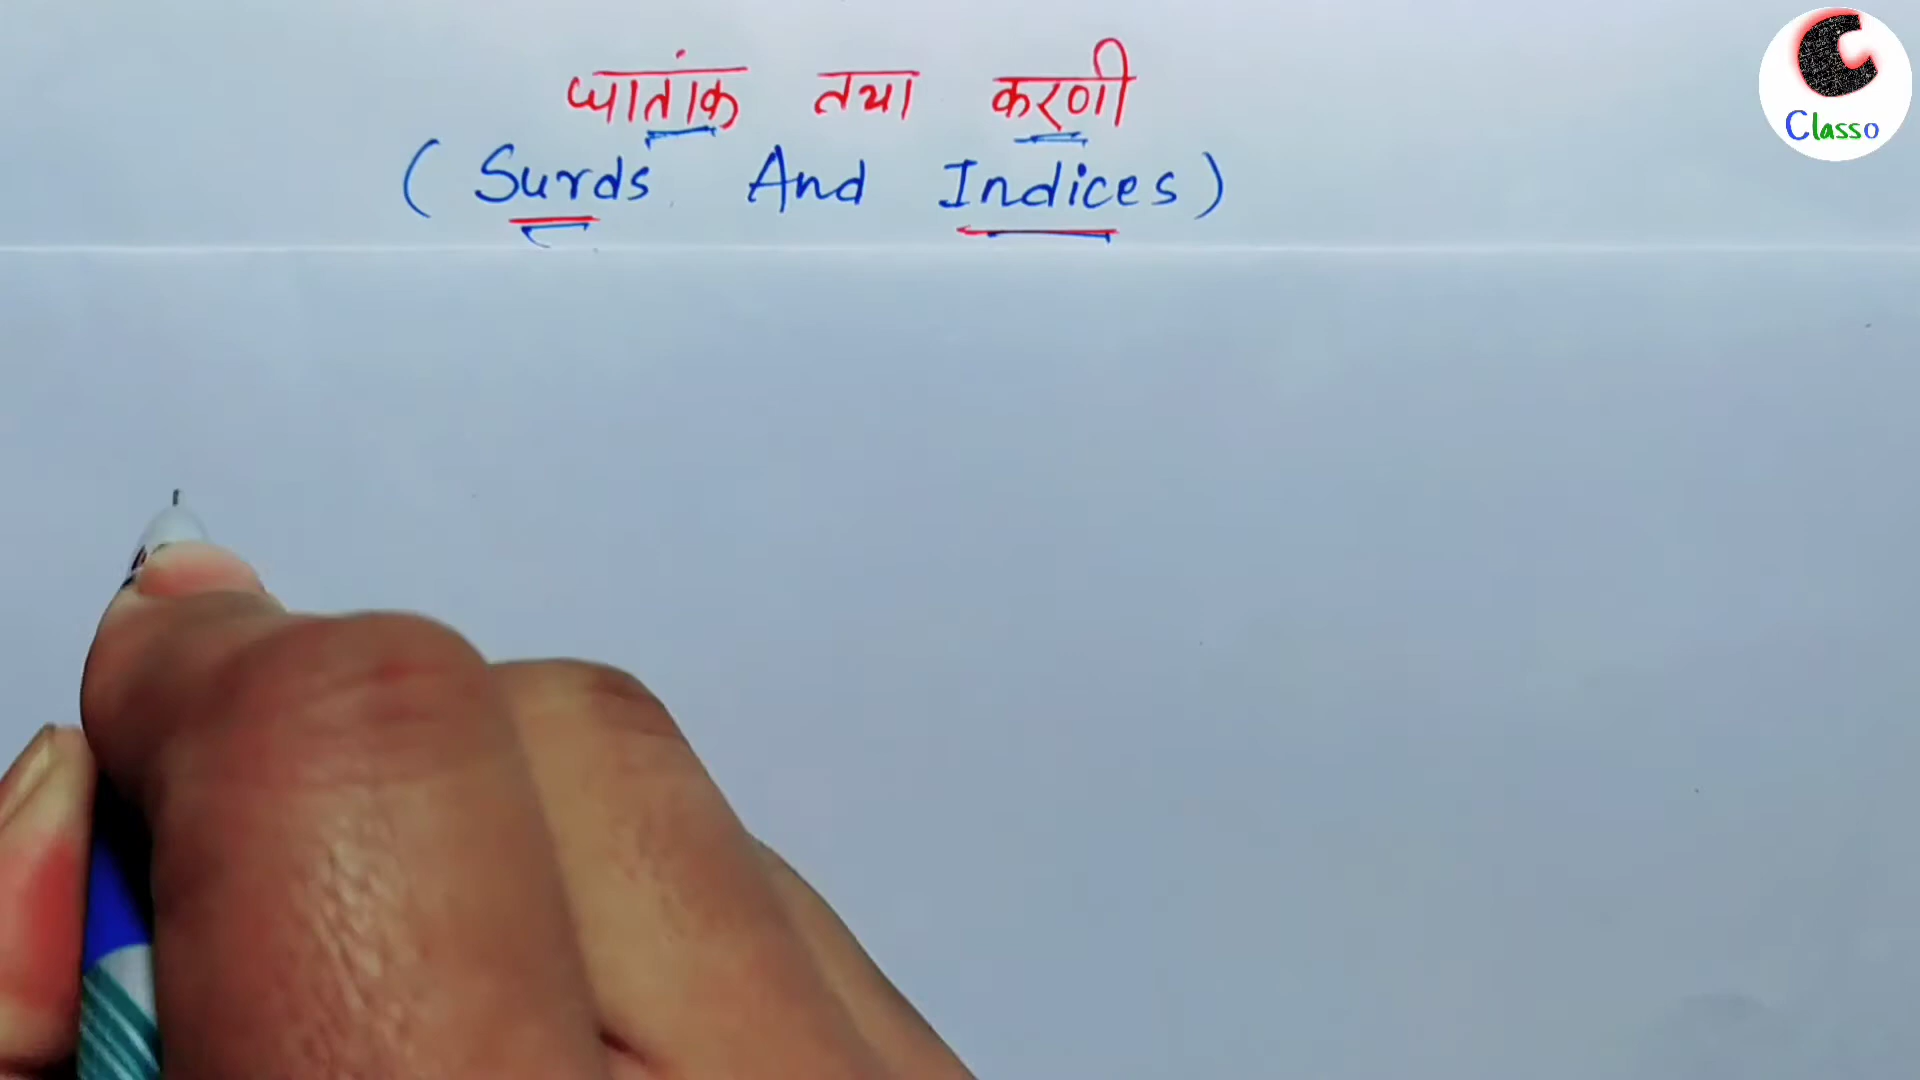 घातांक तथा करणी
( Surds And Indices )
Classo